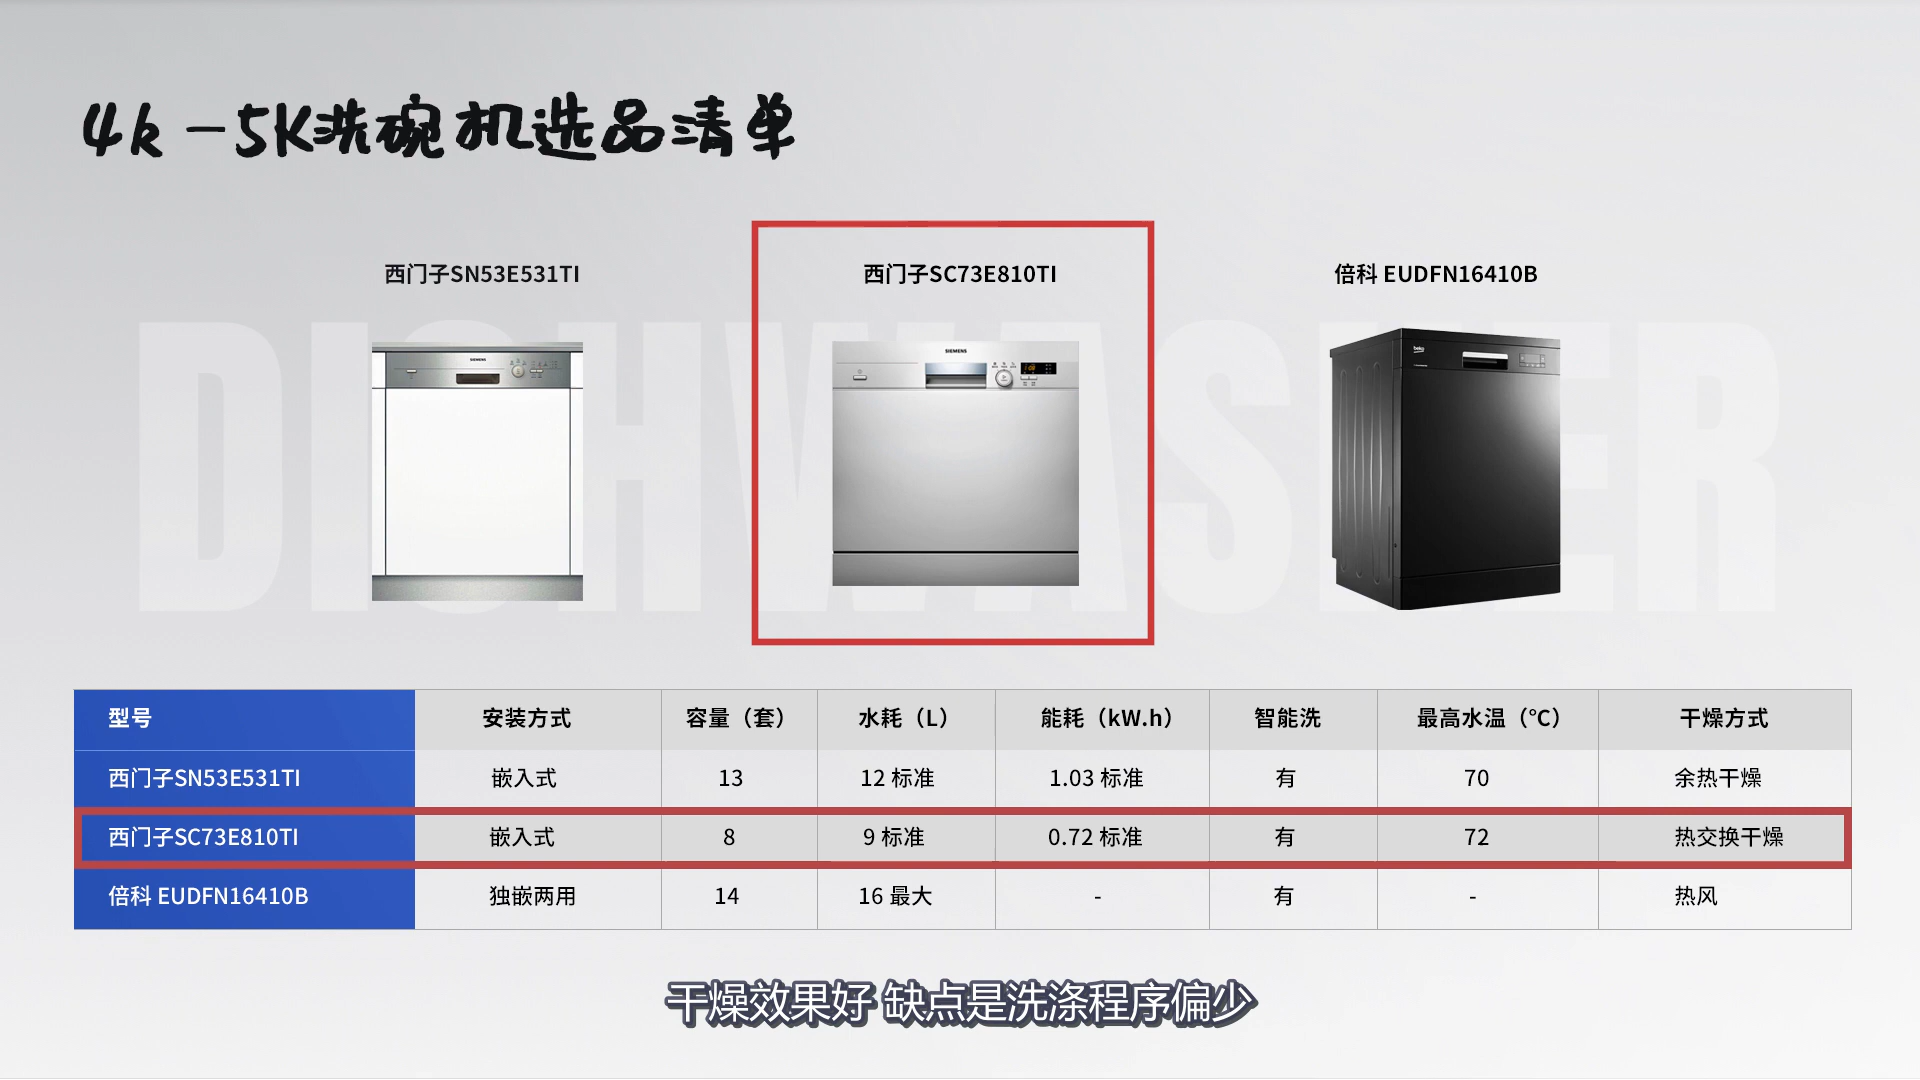 4k-5K洗碗机选品清单
西门子SN53E531TI
西门子SC73E810TI
倍科 EUDFN16410B
DISHWASHER
SIEMENS
SIEMENS
beko
型号 安装方式 容量（套） 水耗（L） 能耗（kW.h） 智能洗 最高水温（℃） 干燥方式
西门子SN53E531TI 嵌入式 13 12 标准 1.03 标准 有 70 余热干燥
西门子SC73E810TI 嵌入式 8 9 标准 0.72 标准 有 72 热交换干燥
倍科 EUDFN16410B 独嵌两用 14 16 最大 - 有 - 热风
干燥效果好 缺点是洗涤程序偏少